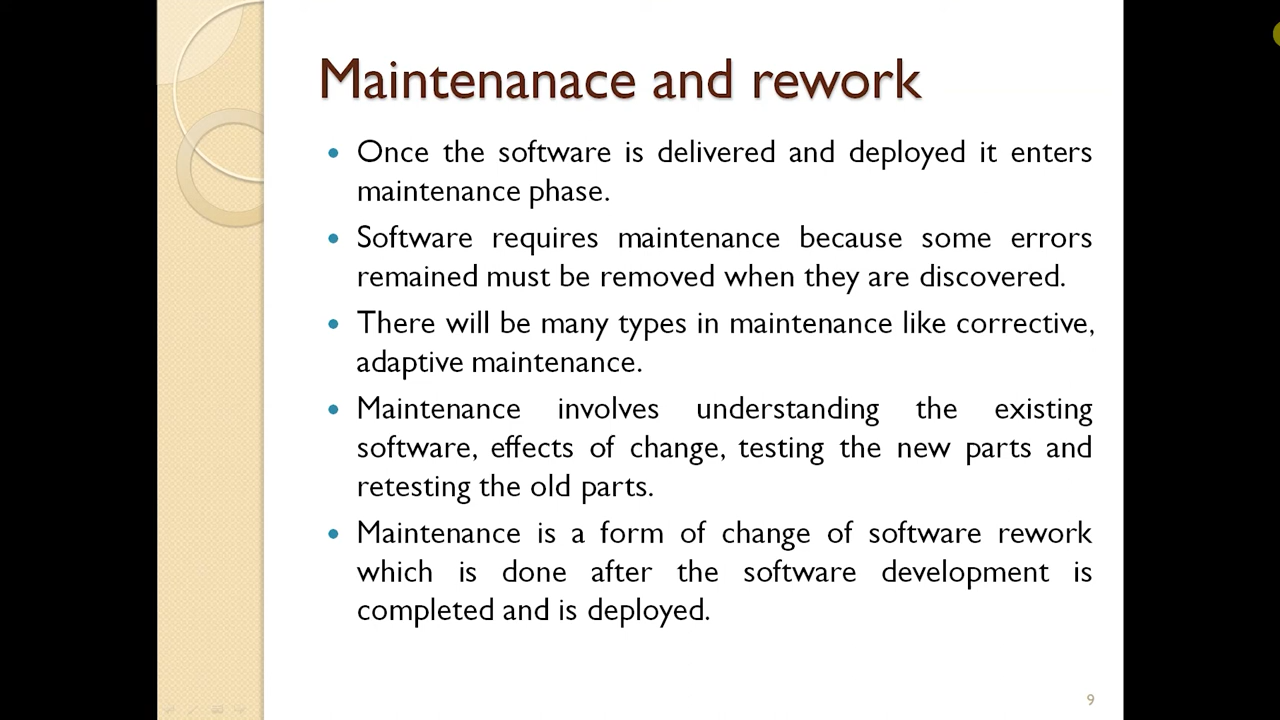 Maintenanace and rework
• Once the software is delivered and deployed it enters
maintenance phase.
• Software requires maintenance because some errors
remained must be removed when they are discovered.
• There will be many types in maintenance like corrective,
adaptive maintenance.
• Maintenance involves understanding the existing
software, effects of change, testing the new parts and
retesting the old parts.
• Maintenance is a form of change of software rework
which is done after the software development is
completed and is deployed.
9